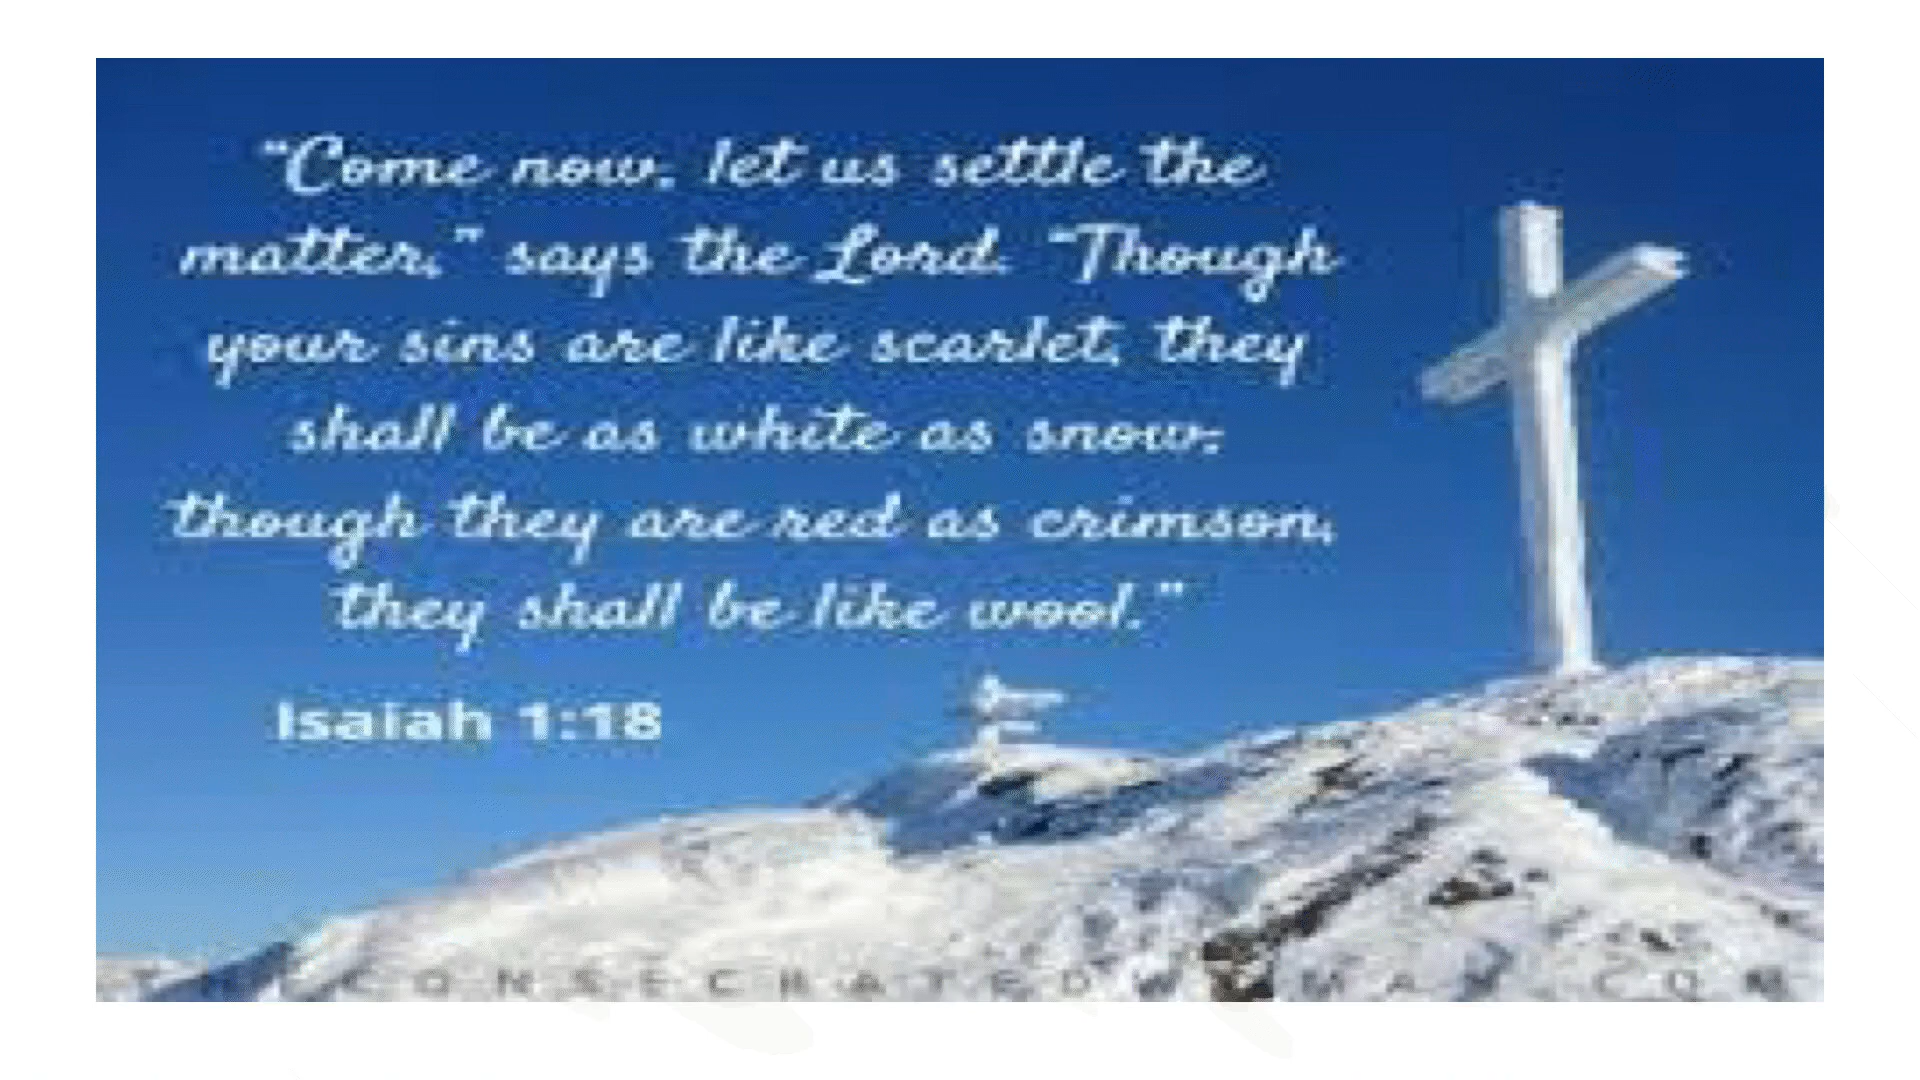 "Come now, let us settle the
matter," says the Lord. "Though
your sins are like scarlet, they
shall be as white as snow;
though they are red as crimson,
they shall be like wool."
Isaiah 1:18